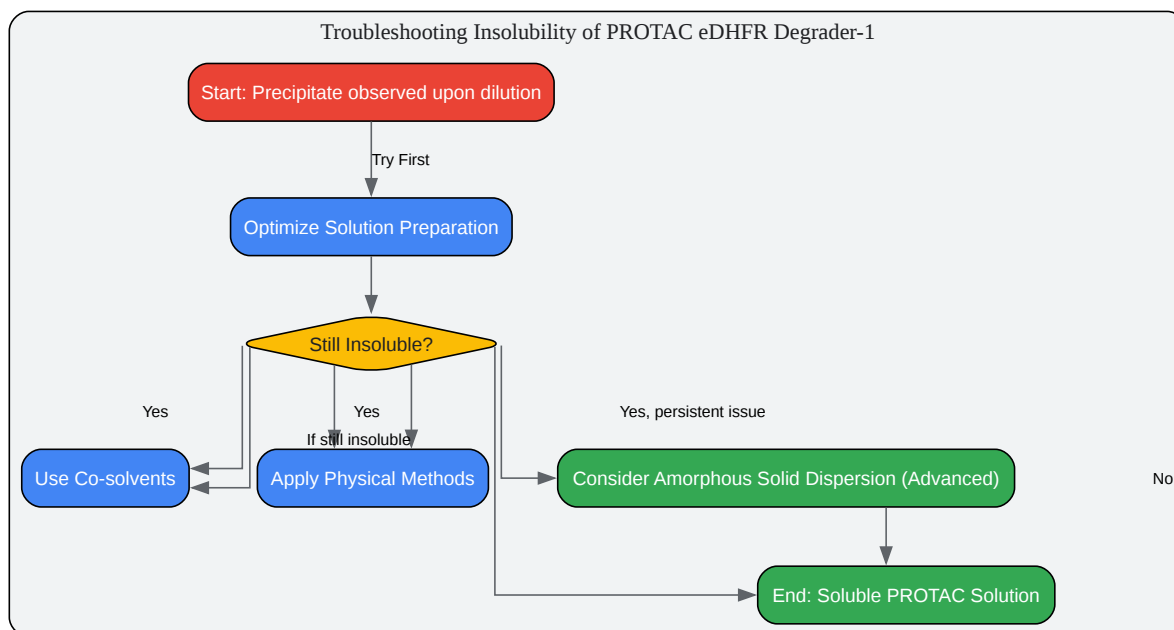 Troubleshooting Insolubility of PROTAC eDHFR Degrader-1
Start: Precipitate observed upon dilution
Try First
Optimize Solution Preparation
Still Insoluble?
Yes
Yes
Yes, persistent issue
If still insoluble
Use Co-solvents
Apply Physical Methods
Consider Amorphous Solid Dispersion (Advanced)
No
End: Soluble PROTAC Solution